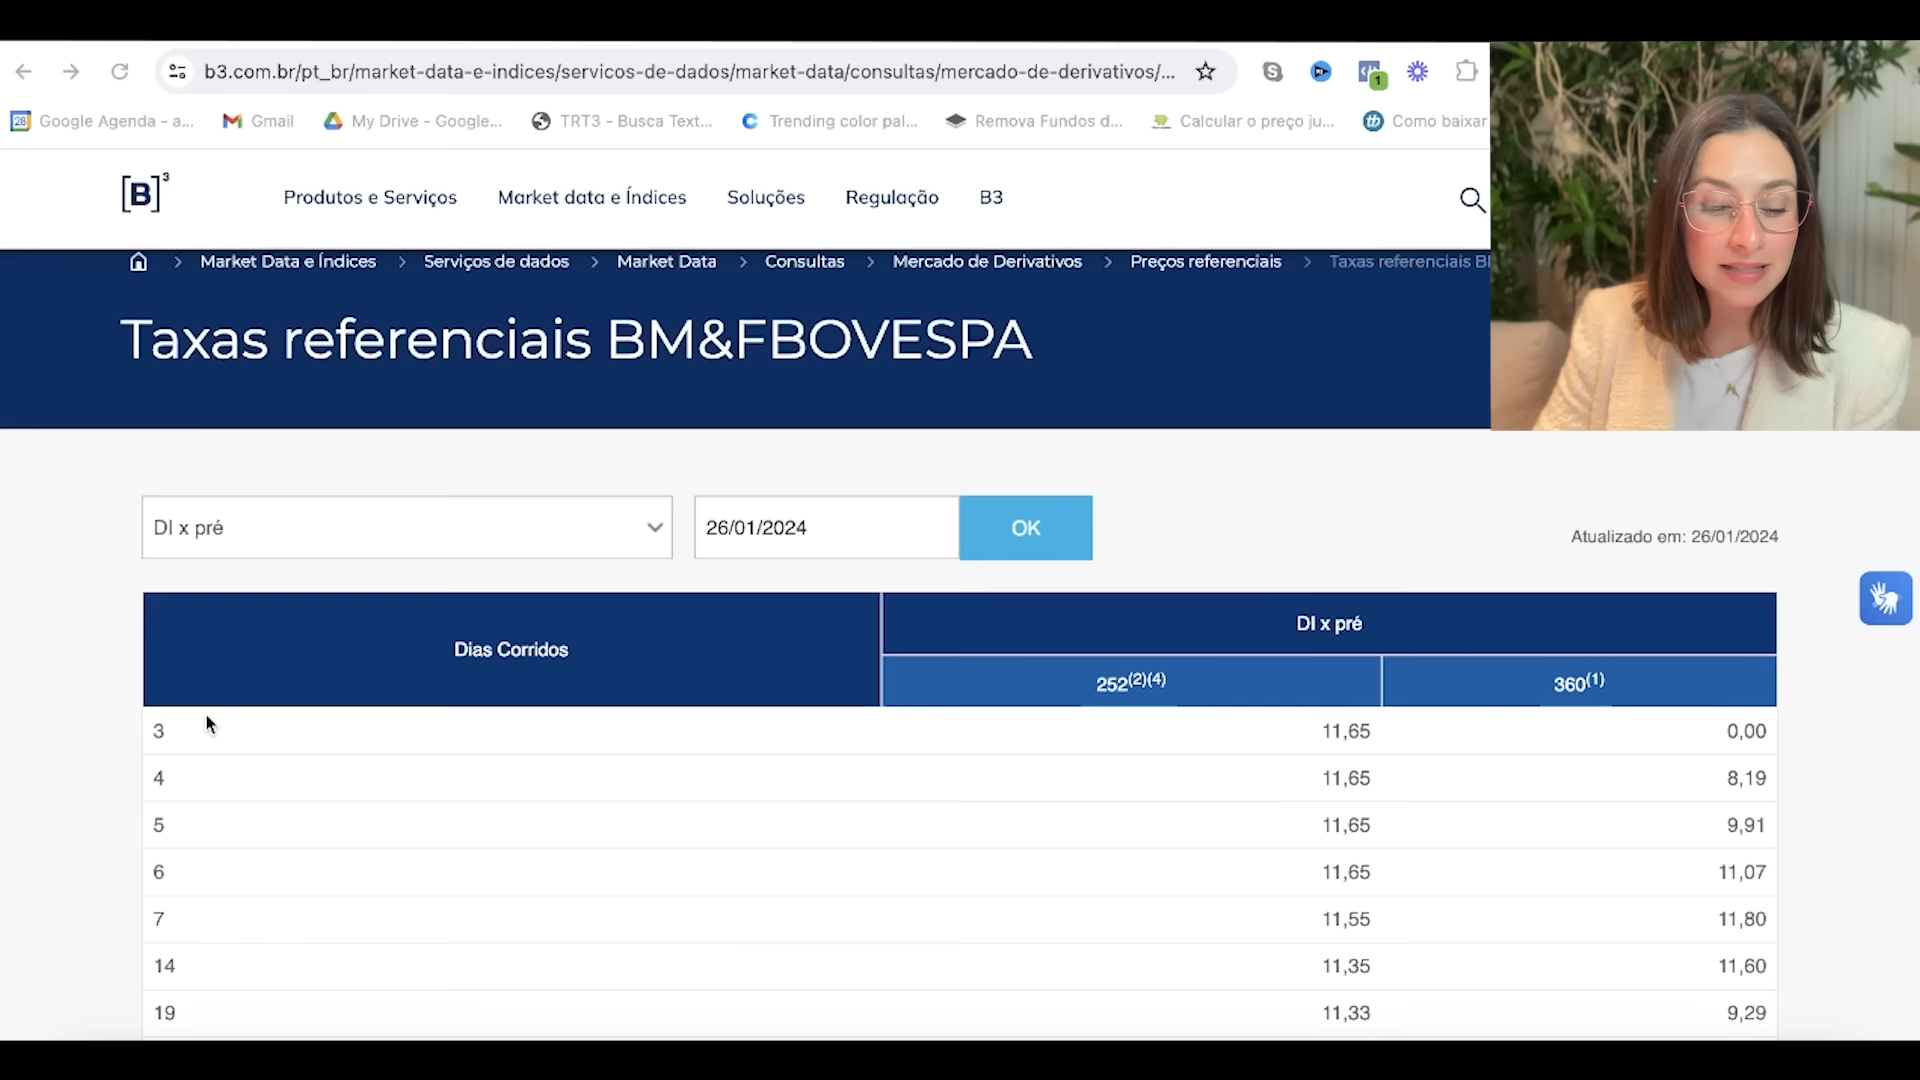 b3.com.br/pt_br/market-data-e-indices/servicos-de-dados/market-data/consultas/mercado-de-derivativos/...
1
28 Google Agenda - a... Gmail My Drive - Google... TRT3 - Busca Text... Trending color pal... Remova Fundos d... Calcular o preço ju... Como baixar
[B]³ Produtos e Serviços Market data e Índices Soluções Regulação B3
> Market Data e Índices > Serviços de dados > Market Data > Consultas > Mercado de Derivativos > Preços referenciais > Taxas referenciais B
Taxas referenciais BM&FBOVESPA
DI x pré 26/01/2024 OK
Atualizado em: 26/01/2024
Dias Corridos DI x pré
252(2)(4) 360(1)
3 11,65 0,00
4 11,65 8,19
5 11,65 9,91
6 11,65 11,07
7 11,55 11,80
14 11,35 11,60
19 11,33 9,29